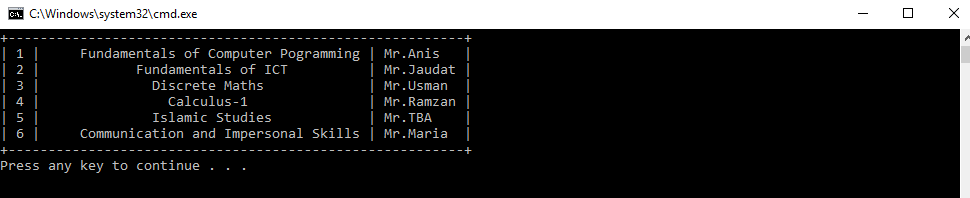 C:\Windows\system32\cmd.exe
+---------------------------------------------------------+
| 1 |     Fundamentals of Computer Pogramming | Mr.Anis   |
| 2 |            Fundamentals of ICT          | Mr.Jaudat |
| 3 |              Discrete Maths             | Mr.Usman  |
| 4 |                Calculus-1               | Mr.Ramzan |
| 5 |              Islamic Studies            | Mr.TBA    |
| 6 |     Communication and Impersonal Skills | Mr.Maria  |
+---------------------------------------------------------+
Press any key to continue . . .